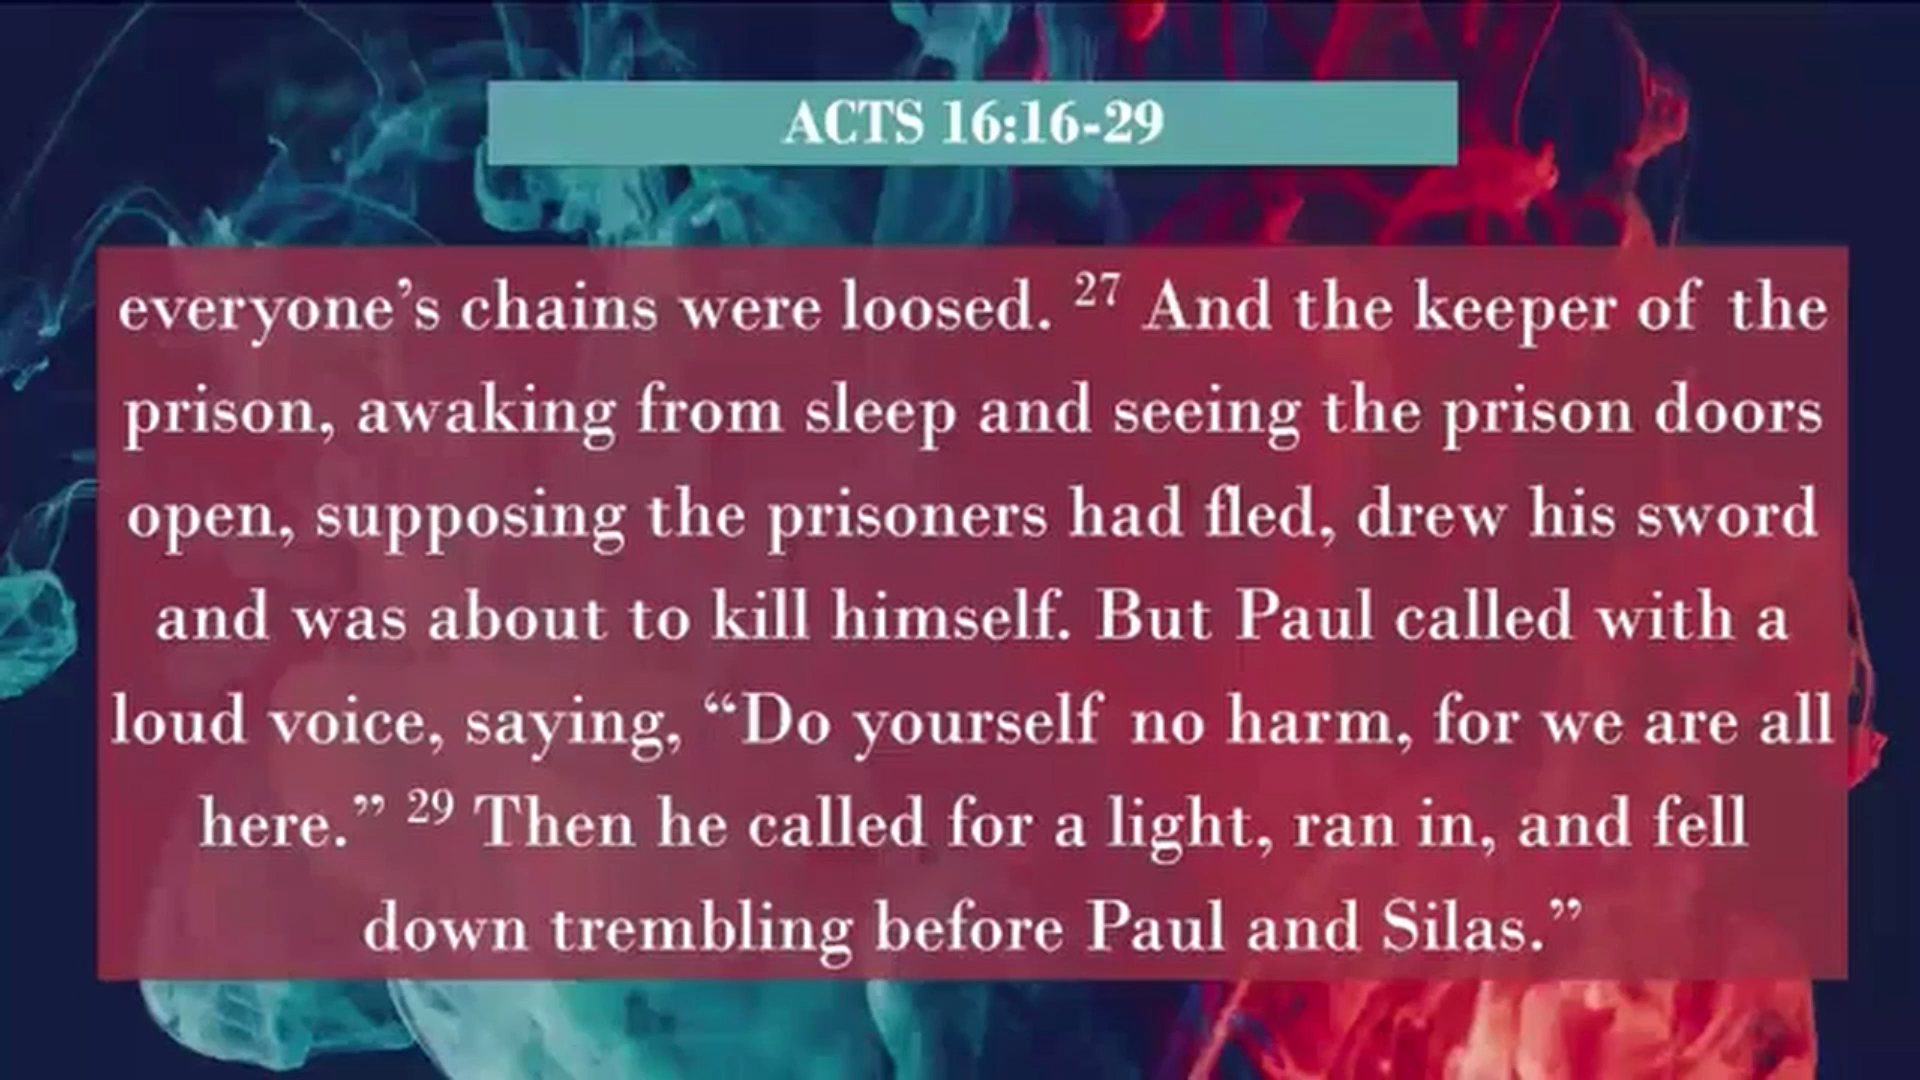 ACTS 16:16-29
everyone’s chains were loosed. 27 And the keeper of the
prison, awaking from sleep and seeing the prison doors
open, supposing the prisoners had fled, drew his sword
and was about to kill himself. But Paul called with a
loud voice, saying, “Do yourself no harm, for we are all
here.” 29 Then he called for a light, ran in, and fell
down trembling before Paul and Silas.”